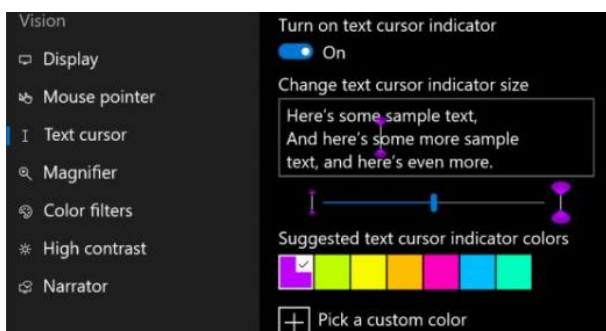 Vision
Display
Mouse pointer
Text cursor
Magnifier
Color filters
High contrast
Narrator
Turn on text cursor indicator
On
Change text cursor indicator size
Here's some sample text,
And here's some more sample
text, and here's even more.
Suggested text cursor indicator colors
Pick a custom color